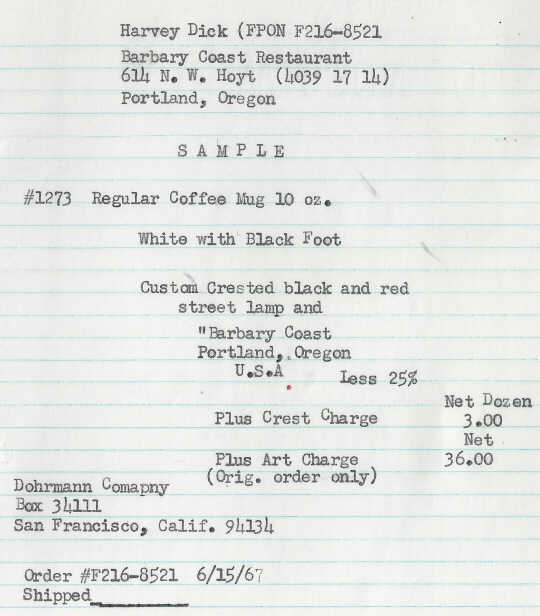 Harvey Dick (FPON F216-8521
Barbary Coast Restaurant
614 N. W. Hoyt (4039 17 14)
Portland, Oregon
S A M P L E
#1273 Regular Coffee Mug 10 oz.
White with Black Foot
Custom Crested black and red
street lamp and
"Barbary Coast
Portland, Oregon
U.S.A
Less 25%
Net Dozen
Plus Crest Charge 3.00
Net
Plus Art Charge 36.00
(Orig. order only)
Dohrmann Comapny
Box 34111
San Francisco, Calif. 94134
Order #F216-8521 6/15/67
Shipped